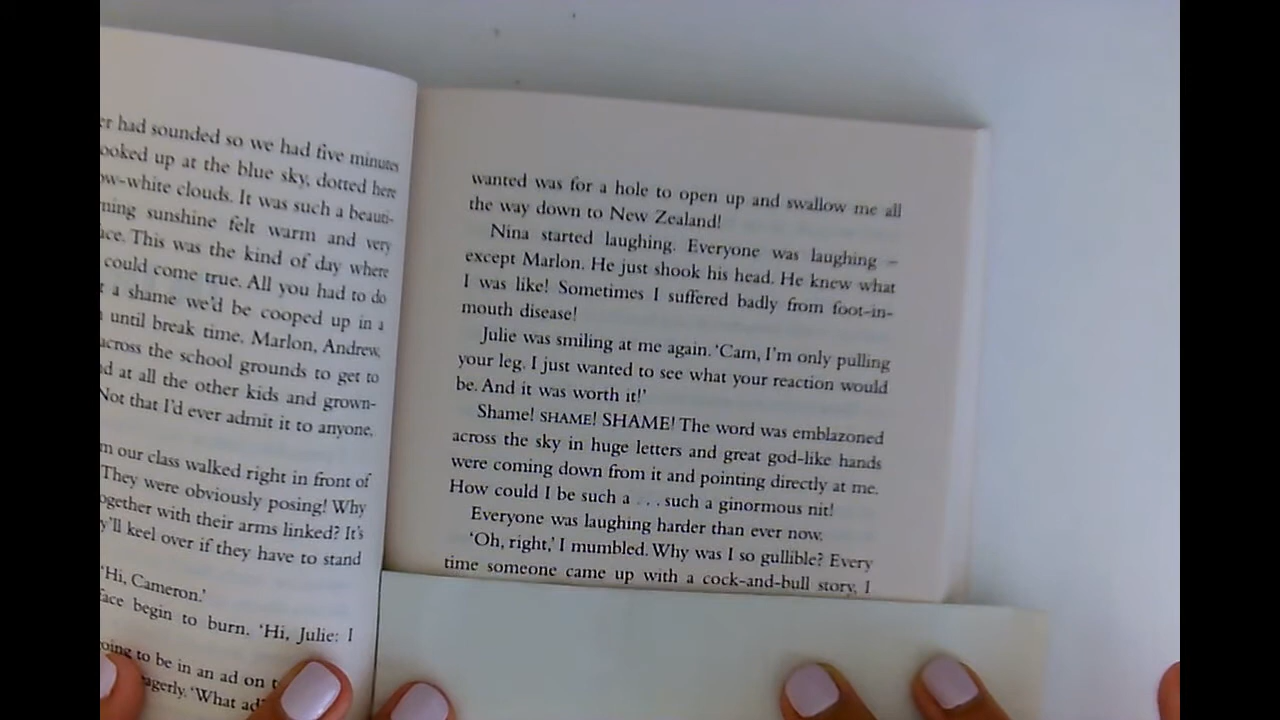 er had sounded so we had five minutes
ooked up at the blue sky, dotted here
ow-white clouds. It was such a beauti-
ning sunshine felt warm and very
ace. This was the kind of day where
could come true. All you had to do
a shame we'd be cooped up in a
until break time. Marlon, Andrew,
across the school grounds to get to
d at all the other kids and grown-
Not that I'd ever admit it to anyone,
m our class walked right in front of
They were obviously posing! Why
ogether with their arms linked? It's
y'll keel over if they have to stand
'Hi, Cameron.'
face begin to burn. 'Hi, Julie: I
oing to be in an ad on t
agerly. 'What ad
wanted was for a hole to open up and swallow me all
the way down to New Zealand!
Nina started laughing. Everyone was laughing –
except Marlon. He just shook his head. He knew what
I was like! Sometimes I suffered badly from foot-in-
mouth disease!
Julie was smiling at me again. 'Cam, I'm only pulling
your leg. I just wanted to see what your reaction would
be. And it was worth it!'
Shame! SHAME! SHAME! The word was emblazoned
across the sky in huge letters and great god-like hands
were coming down from it and pointing directly at me.
How could I be such a . . . such a ginormous nit!
Everyone was laughing harder than ever now.
'Oh, right,' I mumbled. Why was I so gullible? Every
time someone came up with a cock-and-bull story, I